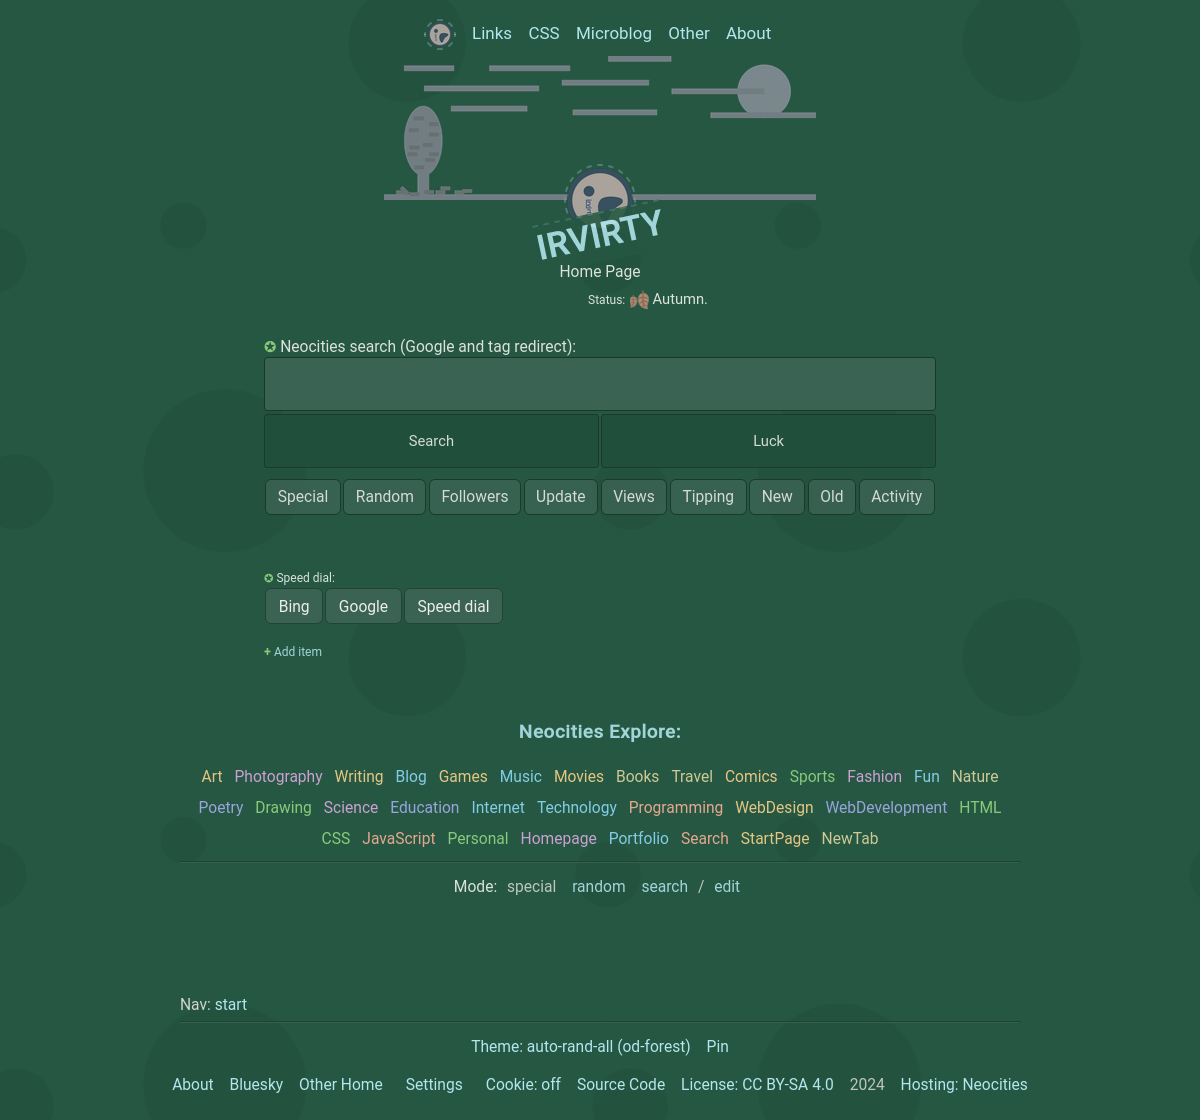 Links CSS Microblog Other About
IRVIRTY
Home Page
Status: Autumn.
✪ Neocities search (Google and tag redirect):
Search Luck
Special Random Followers Update Views Tipping New Old Activity
✪ Speed dial:
Bing Google Speed dial
+ Add item
Neocities Explore:
Art Photography Writing Blog Games Music Movies Books Travel Comics Sports Fashion Fun Nature
Poetry Drawing Science Education Internet Technology Programming WebDesign WebDevelopment HTML
CSS JavaScript Personal Homepage Portfolio Search StartPage NewTab
Mode: special random search / edit
Nav: start
Theme: auto-rand-all (od-forest) Pin
About Bluesky Other Home Settings Cookie: off Source Code License: CC BY-SA 4.0 2024 Hosting: Neocities